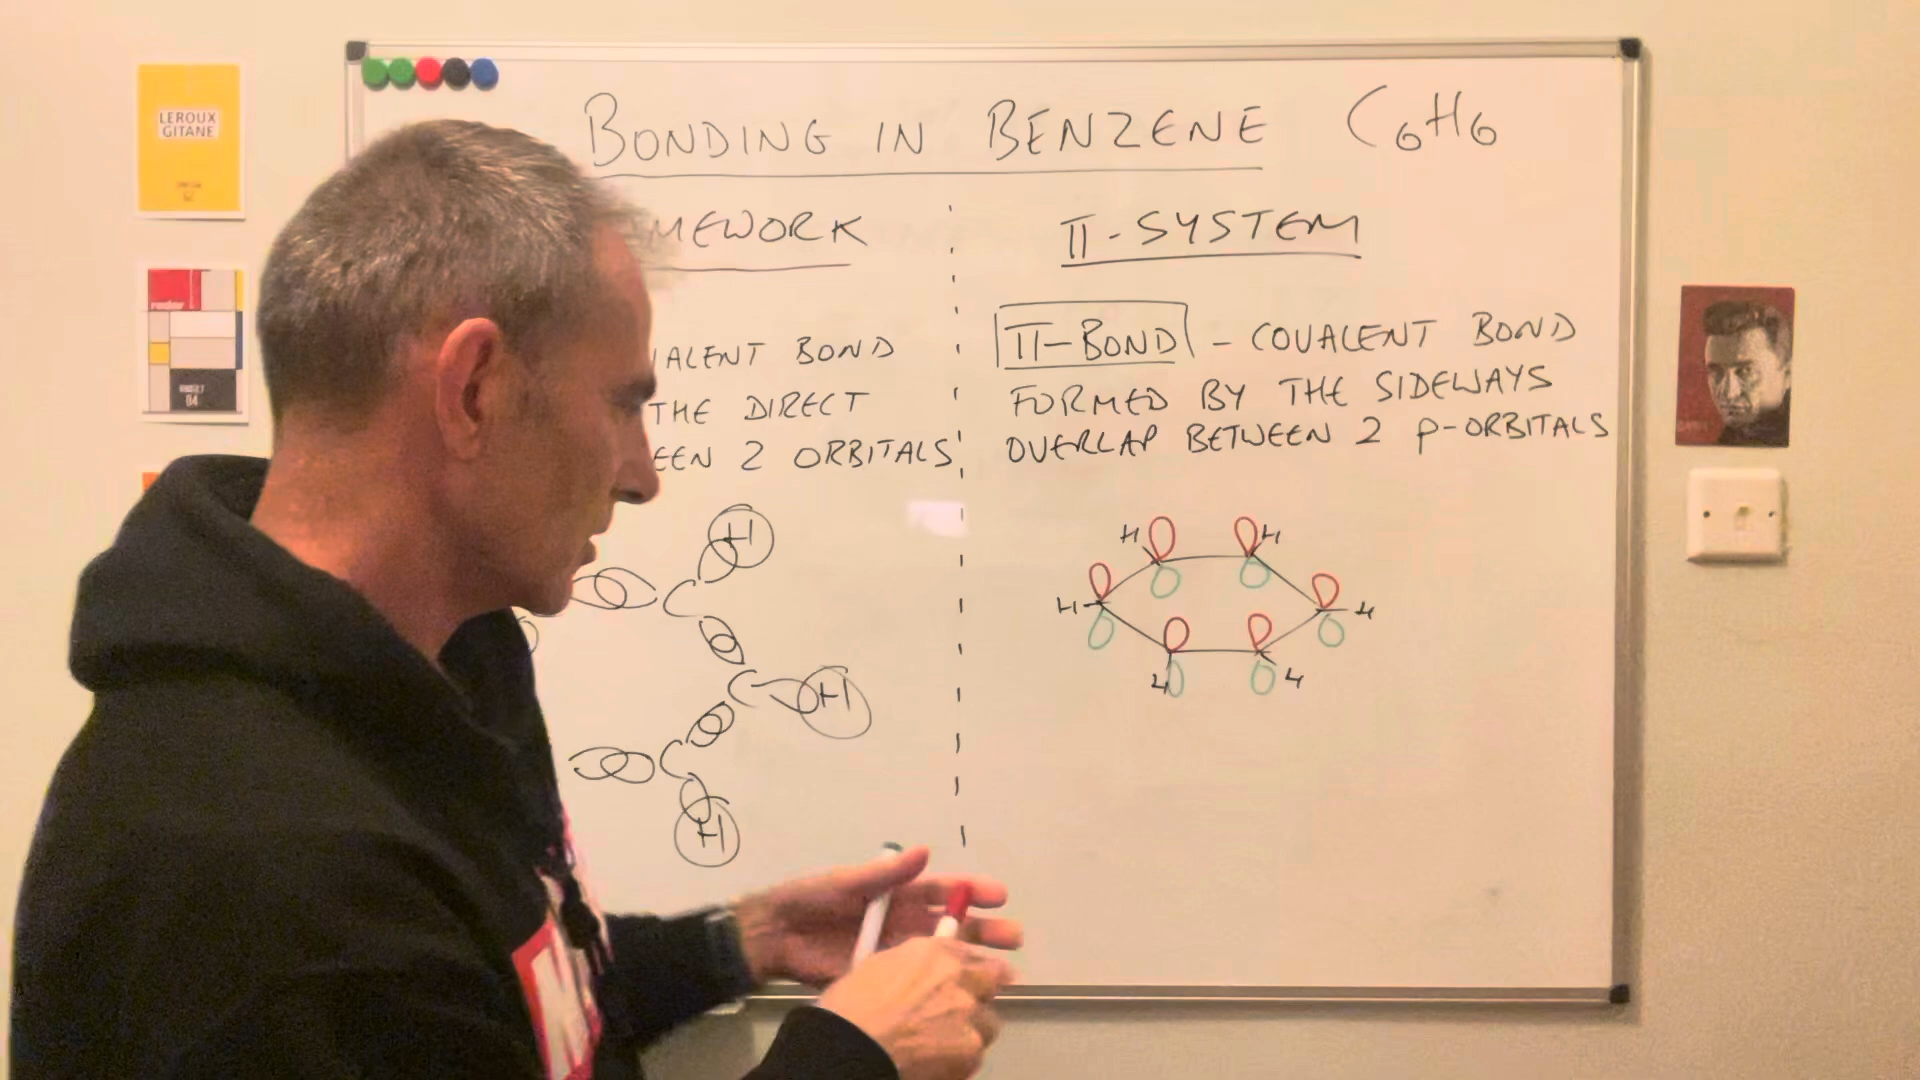 BONDING IN BENZENE C6H6
MEWORK
π-SYSTEM
ALENT BOND
THE DIRECT
EEN 2 ORBITALS
π-BOND - COVALENT BOND
FORMED BY THE SIDEWAYS
OVERLAP BETWEEN 2 p-ORBITALS
H
C
C
H
C
H
H H
H H
H H
LEROUX
GITANE